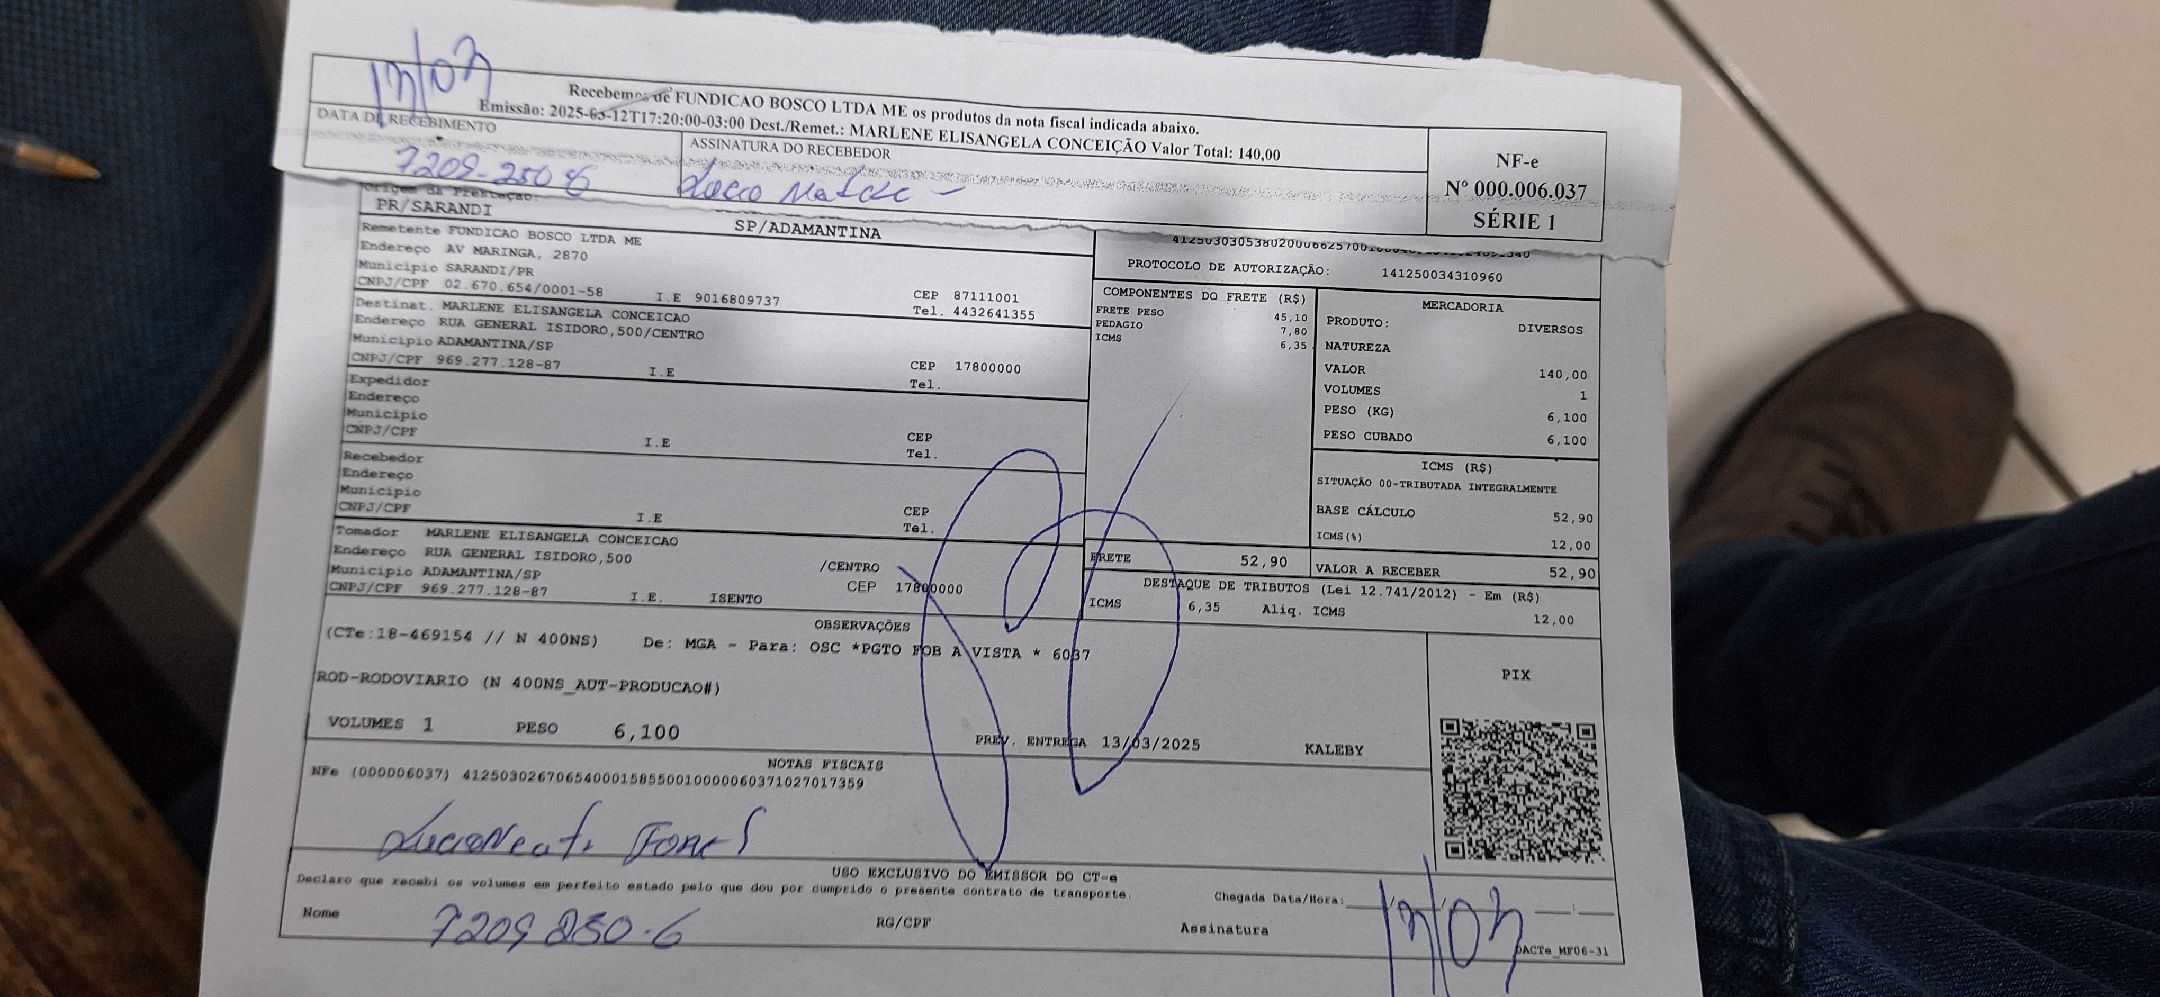 13/03
Recebemos de FUNDICAO BOSCO LTDA ME os produtos da nota fiscal indicada abaixo.
Emissão: 2025-03-12T17:20:00-03:00 Dest./Remet.: MARLENE ELISANGELA CONCEIÇÃO Valor Total: 140,00
DATA DE RECEBIMENTO
7209-250-6
ASSINATURA DO RECEBEDOR
NF-e
Nº 000.006.037
SÉRIE 1
Origem da Prestação:
PR/SARANDI
SP/ADAMANTINA
Remetente FUNDICAO BOSCO LTDA ME
Endereço AV MARINGA, 2870
Municipio SARANDI/PR
CNPJ/CPF 02.670.654/0001-58 I.E 9016809737
CEP 87111001
Tel. 4432641355
Destinat. MARLENE ELISANGELA CONCEICAO
Endereço RUA GENERAL ISIDORO,500/CENTRO
Municipio ADAMANTINA/SP
CNPJ/CPF 969.277.128-87 I.E
CEP 17800000
Tel.
Expedidor
Endereço
Municipio
CNPJ/CPF I.E
CEP
Tel.
Recebedor
Endereço
Municipio
CNPJ/CPF I.E
CEP
Tel.
Tomador MARLENE ELISANGELA CONCEICAO
Endereço RUA GENERAL ISIDORO,500 /CENTRO
Municipio ADAMANTINA/SP CEP 17800000
CNPJ/CPF 969.277.128-87 I.E. ISENTO
PROTOCOLO DE AUTORIZAÇÃO: 141250034310960
COMPONENTES DO FRETE (R$)
FRETE PESO 45,10
PEDAGIO 7,80
ICMS 6,35
FRETE 52,90
MERCADORIA
PRODUTO: DIVERSOS
NATUREZA
VALOR 140,00
VOLUMES 1
PESO (KG) 6,100
PESO CUBADO 6,100
ICMS (R$)
SITUAÇÃO 00-TRIBUTADA INTEGRALMENTE
BASE CÁLCULO 52,90
ICMS(%) 12,00
VALOR A RECEBER 52,90
DESTAQUE DE TRIBUTOS (Lei 12.741/2012) - Em (R$)
ICMS 6,35 Aliq. ICMS 12,00
OBSERVAÇÕES
(CTe:18-469154 // N 400NS) De: MGA - Para: OSC *PGTO FOB A VISTA * 6037
ROD-RODOVIARIO (N 400NS_AUT-PRODUCAO#)
VOLUMES 1 PESO 6,100
PREV. ENTREGA 13/03/2025 KALEBY
PIX
NOTAS FISCAIS
NFe (000006037) 41250302670654000158550010000060371027017359
USO EXCLUSIVO DO EMISSOR DO CT-e
Declaro que recebi os volumes em perfeito estado pelo que dou por cumprido o presente contrato de transporte.
Chegada Data/Hora:
13/03
Nome 7209250-6 RG/CPF Assinatura
DACTe_MF06-31